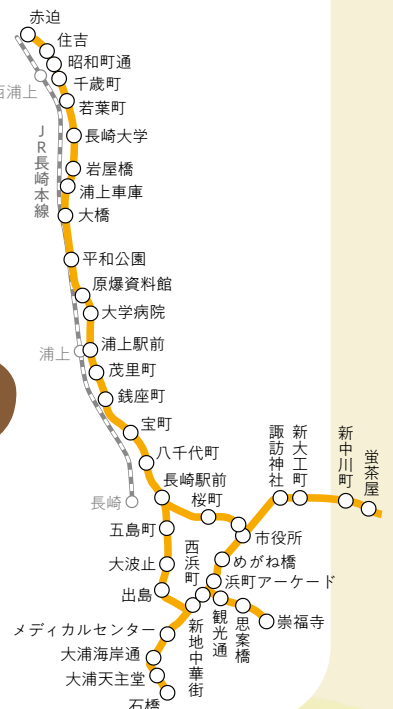 赤迫
住吉
昭和町通
千歳町
西浦上
若葉町
JR長崎本線
長崎大学
岩屋橋
浦上車庫
大橋
平和公園
原爆資料館
大学病院
浦上
浦上駅前
茂里町
銭座町
宝町
八千代町
長崎駅前
長崎
桜町
諏訪神社
新大工町
新中川町
蛍茶屋
五島町
市役所
大波止
西浜町
めがね橋
出島
浜町アーケード
メディカルセンター
新地中華街
観光通
思案橋
崇福寺
大浦海岸通
大浦天主堂
石橋